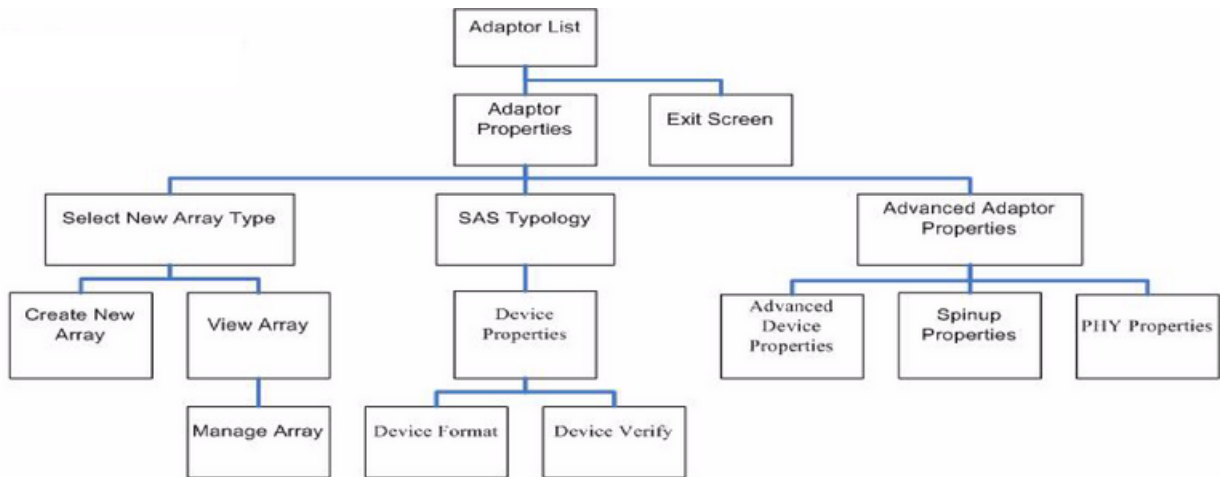 Adaptor List
Adaptor
Properties
Exit Screen
Select New Array Type
SAS Typology
Advanced Adaptor
Properties
Create New
Array
View Array
Device
Properties
Advanced
Device
Properties
Spinup
Properties
PHY Properties
Manage Array
Device Format
Device Verify